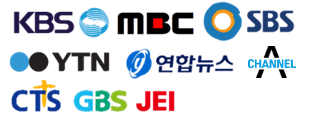 KBS MBC SBS
YTN 연합뉴스 CHANNEL A
CTS GBS JEI